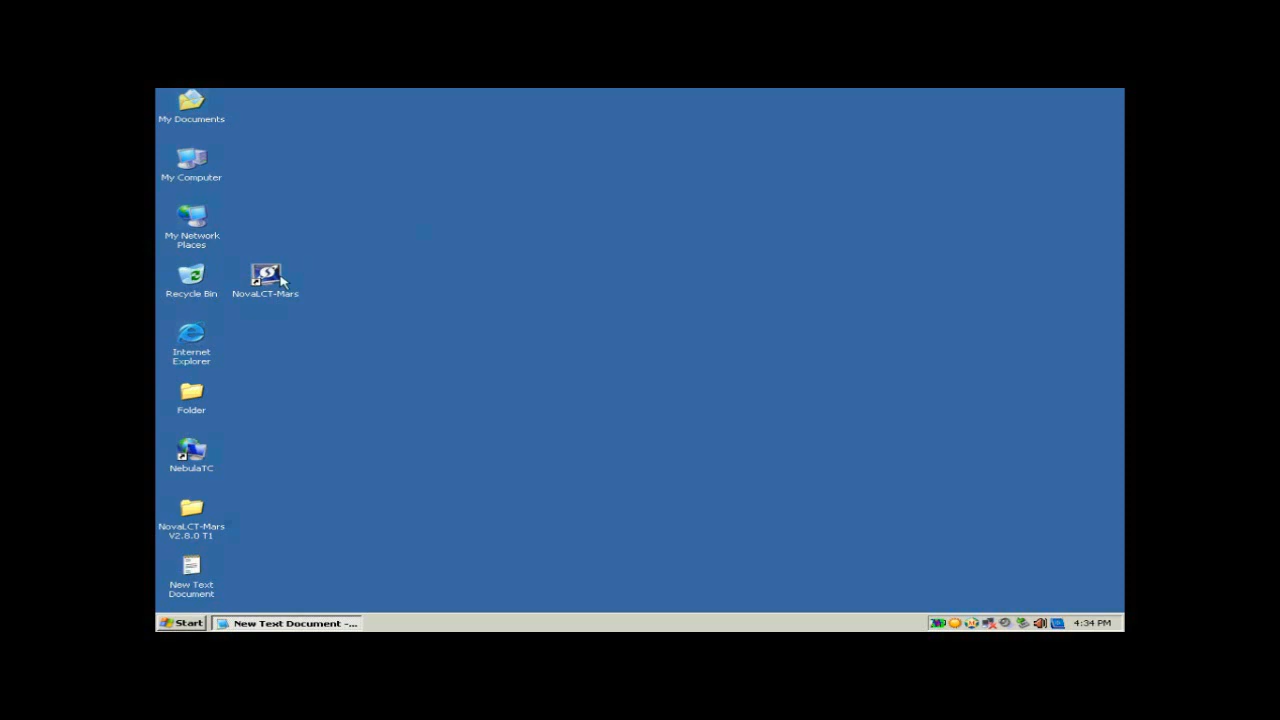 My Documents
My Computer
My Network
Places
Recycle Bin
NovaLCT-Mars
Internet
Explorer
Folder
NebulaTC
NovaLCT-Mars
V2.8.0 T1
New Text
Document
Start
New Text Document -...
4:34 PM